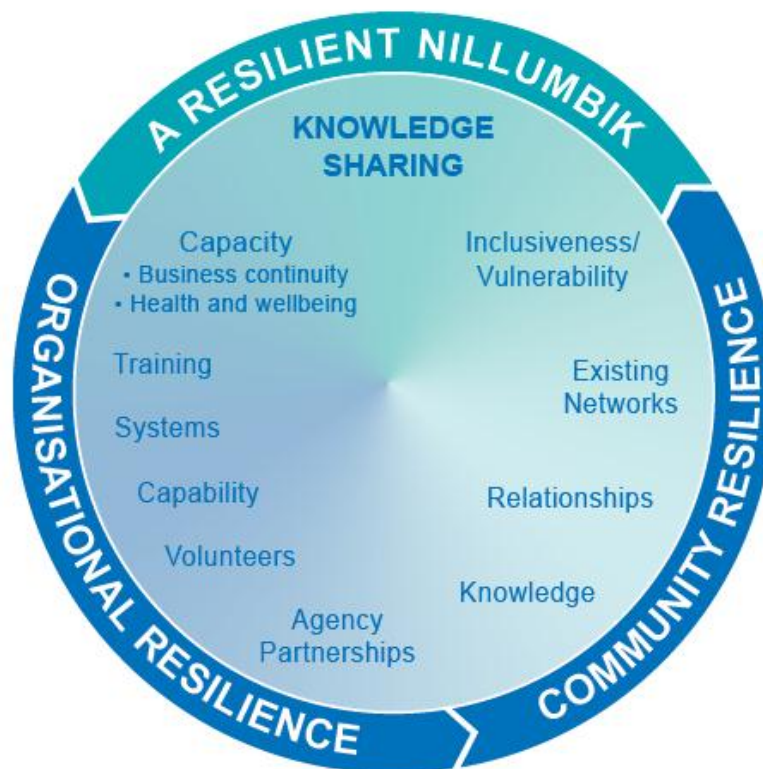 A RESILIENT NILLUMBIK
KNOWLEDGE
SHARING
Capacity
• Business continuity
• Health and wellbeing
Training
Systems
Capability
Volunteers
Agency
Partnerships
Inclusiveness/
Vulnerability
Existing
Networks
Relationships
Knowledge
ORGANISATIONAL RESILIENCE
COMMUNITY RESILIENCE